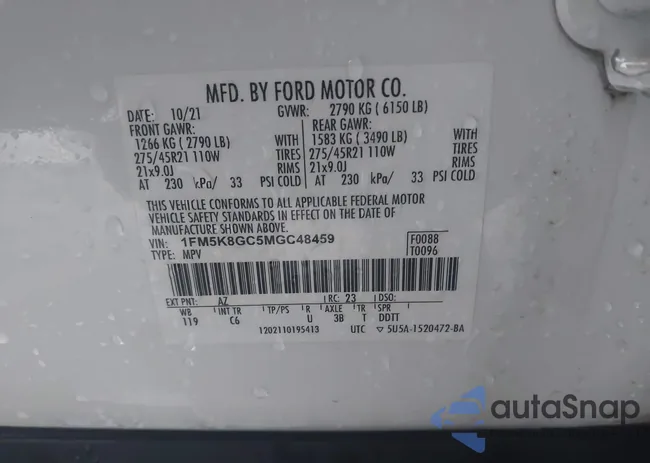 MFD. BY FORD MOTOR CO.
DATE: 10/21 GVWR: 2790 KG ( 6150 LB)
FRONT GAWR: REAR GAWR:
1266 KG ( 2790 LB) WITH 1583 KG ( 3490 LB) WITH
275/45R21 110W TIRES 275/45R21 110W TIRES
21x9.0J RIMS 21x9.0J RIMS
AT 230 kPa/ 33 PSI COLD AT 230 kPa/ 33 PSI COLD
THIS VEHICLE CONFORMS TO ALL APPLICABLE FEDERAL MOTOR
VEHICLE SAFETY STANDARDS IN EFFECT ON THE DATE OF
MANUFACTURE SHOWN ABOVE.
VIN: 1FM5K8GC5MGC48459 F0088
TYPE: MPV T0096
EXT PNT: AZ RC: 23 DSO:
WB INT TR TP/PS R AXLE TR SPR
119 C6 U 3B T DDTT
1202110195413 UTC ▽ 5U5A-1520472-BA
autoSnap